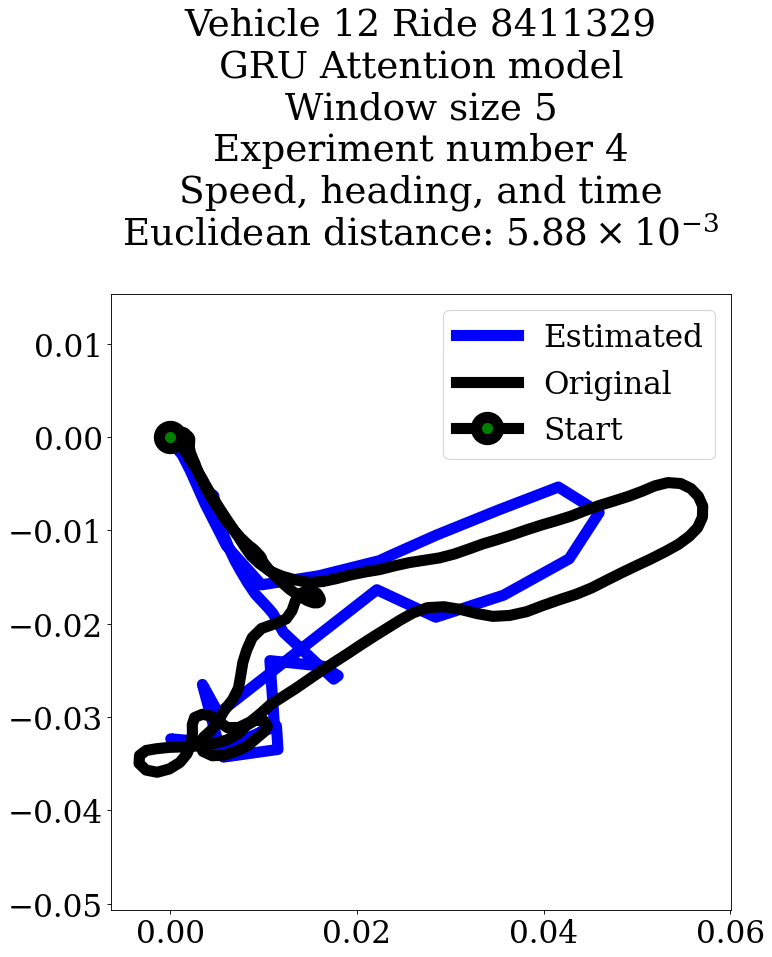 Vehicle 12 Ride 8411329
GRU Attention model
Window size 5
Experiment number 4
Speed, heading, and time
Euclidean distance: 5.88 × 10⁻³
Estimated
Original
Start
0.01
0.00
−0.01
−0.02
−0.03
−0.04
−0.05
0.00 0.02 0.04 0.06